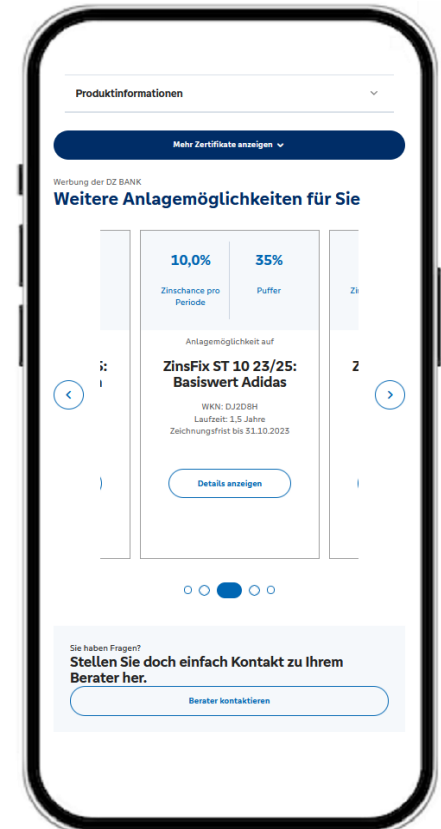 Produktinformationen
Mehr Zertifikate anzeigen
Werbung der DZ BANK
Weitere Anlagemöglichkeiten für Sie
10,0%
35%
Zinschance pro
Periode
Puffer
Anlagemöglichkeit auf
ZinsFix ST 10 23/25:
Basiswert Adidas
WKN: DJ2D8H
Laufzeit: 1,5 Jahre
Zeichnungsfrist bis 31.10.2023
Details anzeigen
Sie haben Fragen?
Stellen Sie doch einfach Kontakt zu Ihrem
Berater her.
Berater kontaktieren